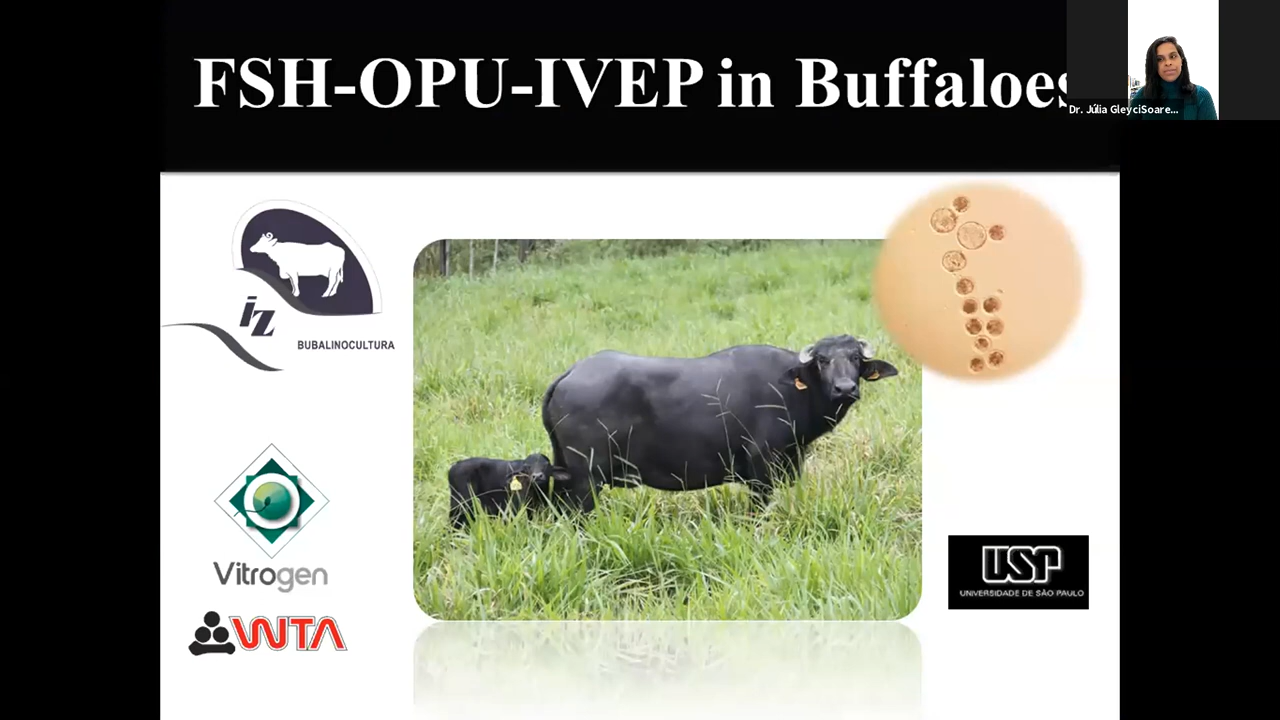 FSH-OPU-IVEP in Buffaloes
Dr. Júlia GleyciSoare...
iz
BUBALINOCULTURA
Vitrogen
WTA
USP
UNIVERSIDADE DE SÃO PAULO